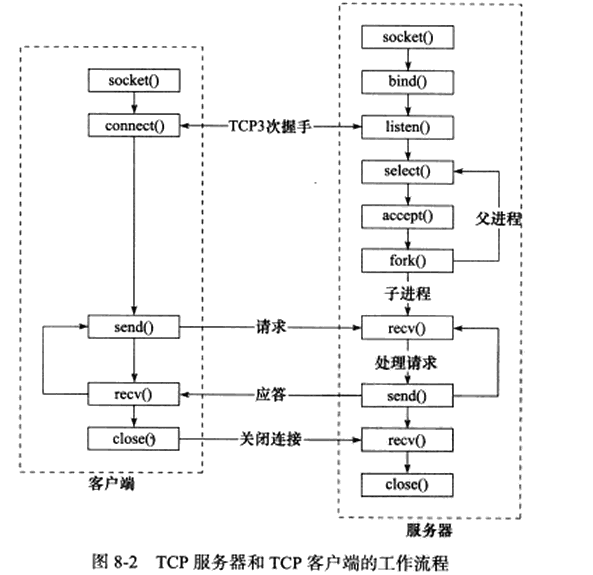 socket()
bind()
socket()
connect()
TCP3次握手
listen()
select()
accept()
父进程
fork()
子进程
send()
请求
recv()
处理请求
recv()
应答
send()
close()
关闭连接
recv()
客户端
close()
服务器
图 8-2 TCP 服务器和 TCP 客户端的工作流程